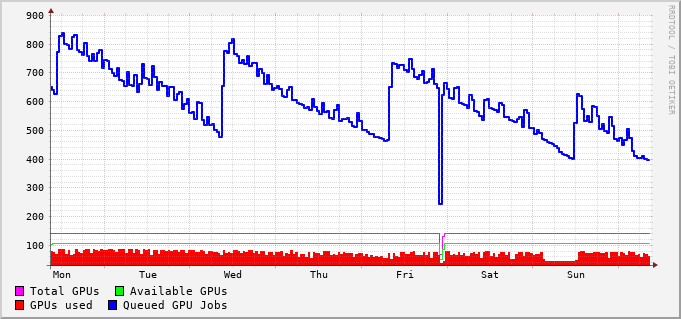 900
800
700
600
500
400
300
200
100
Mon Tue Wed Thu Fri Sat Sun
Total GPUs Available GPUs
GPUs used Queued GPU Jobs
RRDTOOL / TOBI OETIKER